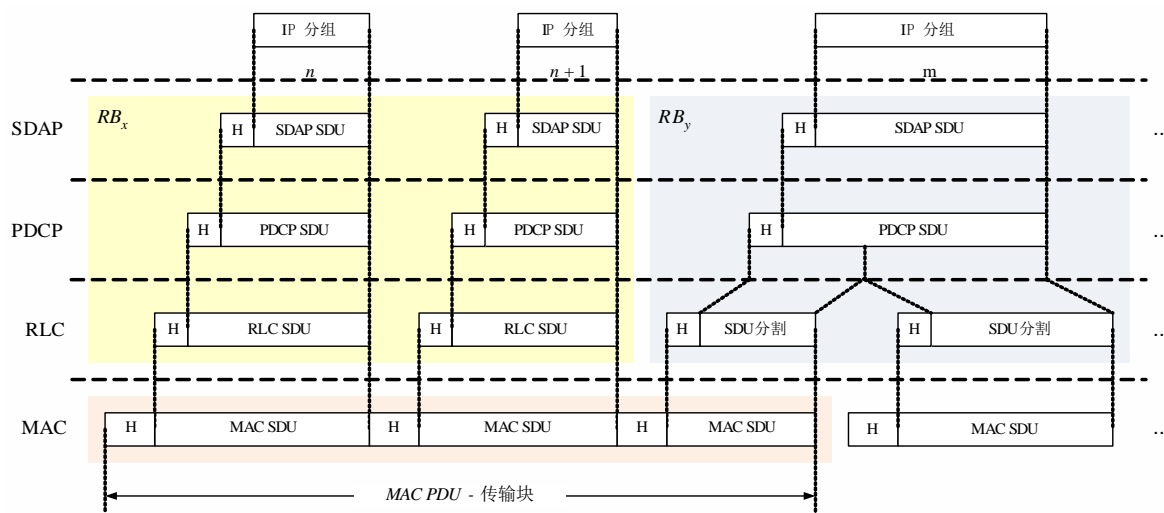 IP 分组 IP 分组 IP 分组
n n + 1 m
RBx RBy
SDAP H SDAP SDU H SDAP SDU H SDAP SDU ..
PDCP H PDCP SDU H PDCP SDU H PDCP SDU ..
RLC H RLC SDU H RLC SDU H SDU分割 H SDU分割 ..
MAC H MAC SDU H MAC SDU H MAC SDU H MAC SDU ..
MAC PDU - 传输块